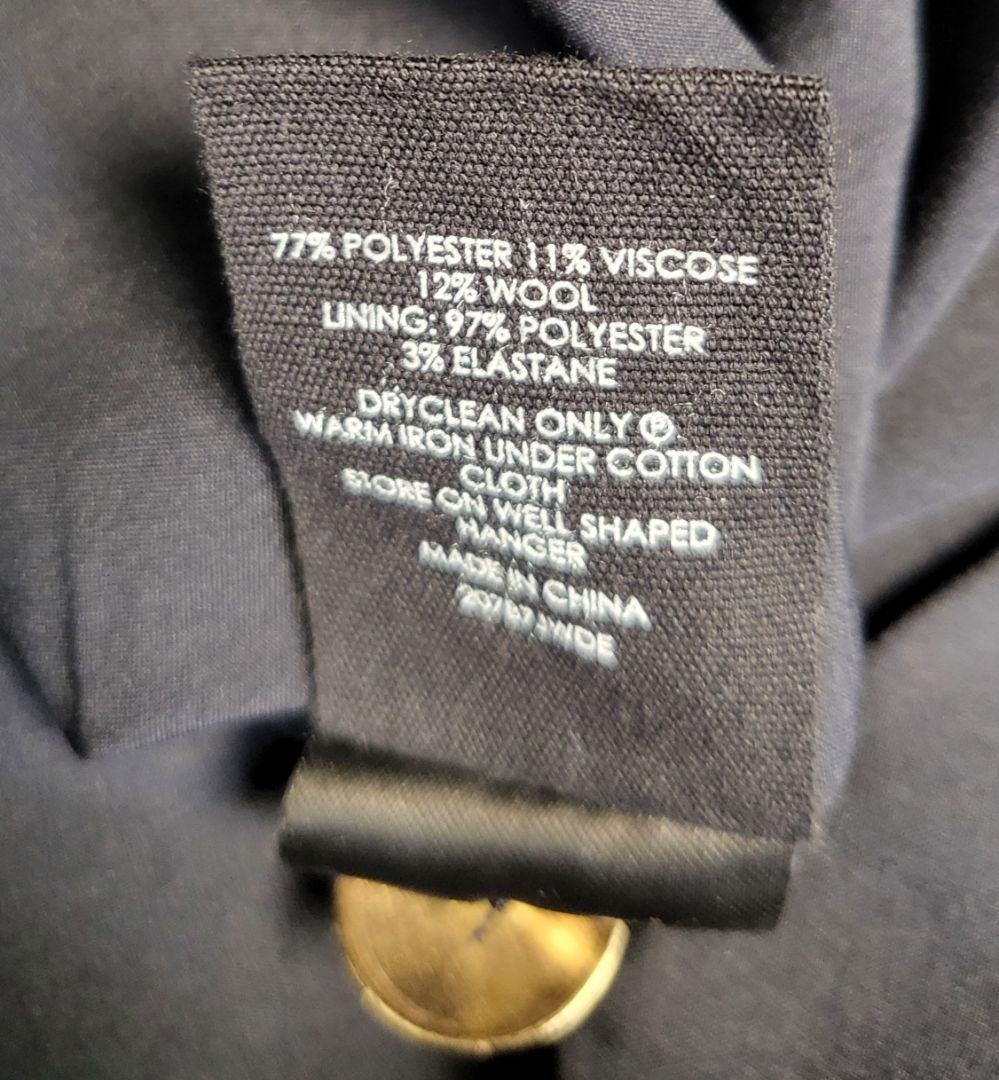 77% POLYESTER 11% VISCOSE
12% WOOL
LINING: 97% POLYESTER
3% ELASTANE
DRYCLEAN ONLY Ⓟ
WARM IRON UNDER COTTON
CLOTH
STORE ON WELL SHAPED
HANGER
MADE IN CHINA